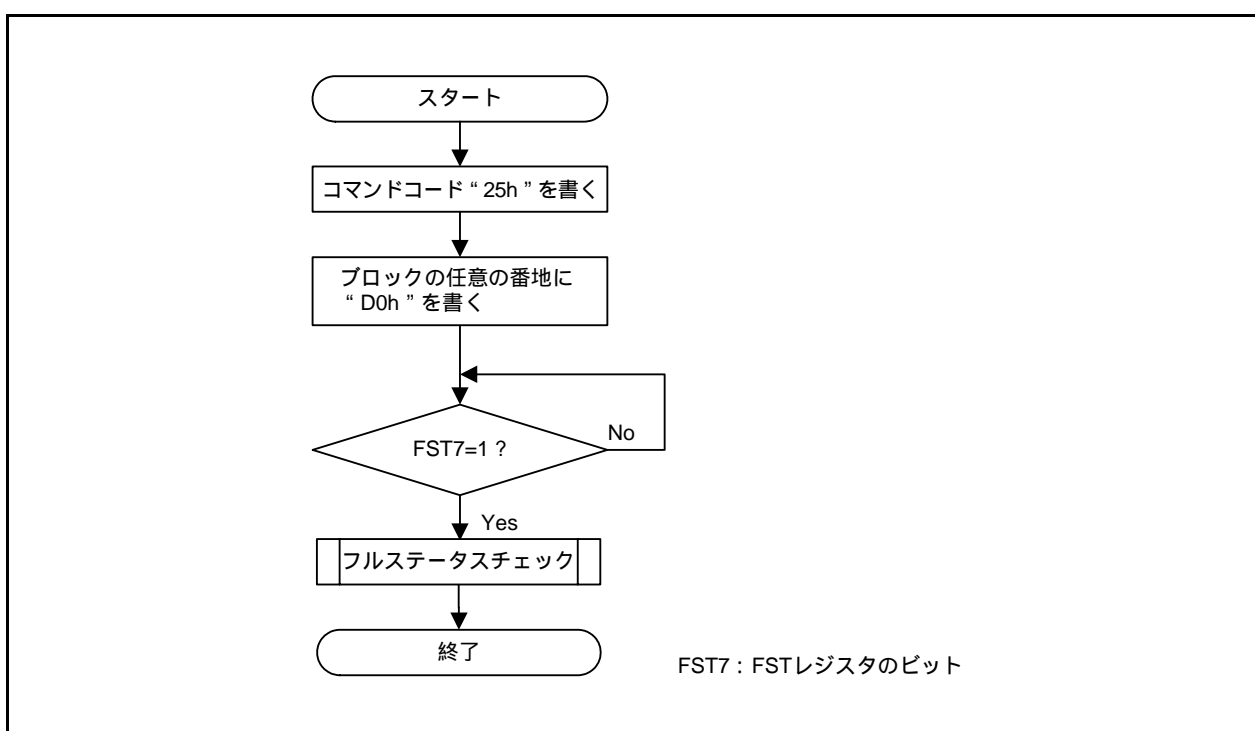 スタート
コマンドコード“25h”を書く
ブロックの任意の番地に
“D0h”を書く
FST7=1 ?
No
Yes
フルステータスチェック
終了
FST7 : FSTレジスタのビット